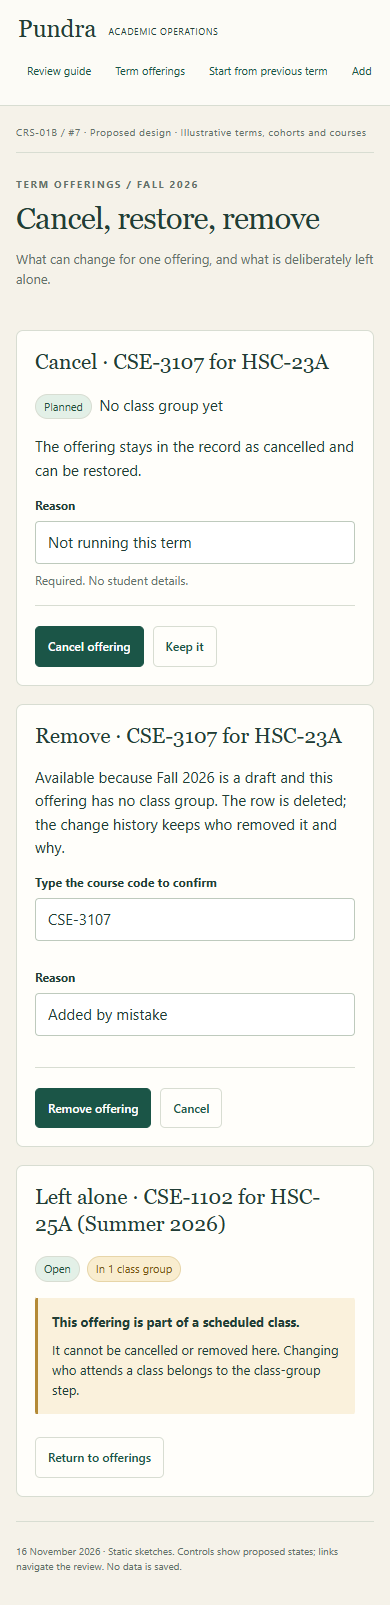 Pundra ACADEMIC OPERATIONS
Review guide Term offerings Start from previous term Add
CRS-01B / #7 · Proposed design · Illustrative terms, cohorts and courses
TERM OFFERINGS / FALL 2026
Cancel, restore, remove
What can change for one offering, and what is deliberately left
alone.
Cancel · CSE-3107 for HSC-23A
Planned No class group yet
The offering stays in the record as cancelled and
can be restored.
Reason
Not running this term
Required. No student details.
Cancel offering Keep it
Remove · CSE-3107 for HSC-23A
Available because Fall 2026 is a draft and this
offering has no class group. The row is deleted;
the change history keeps who removed it and
why.
Type the course code to confirm
CSE-3107
Reason
Added by mistake
Remove offering Cancel
Left alone · CSE-1102 for HSC-
25A (Summer 2026)
Open In 1 class group
This offering is part of a scheduled class.
It cannot be cancelled or removed here. Changing
who attends a class belongs to the class-group
step.
Return to offerings
16 November 2026 · Static sketches. Controls show proposed states; links
navigate the review. No data is saved.